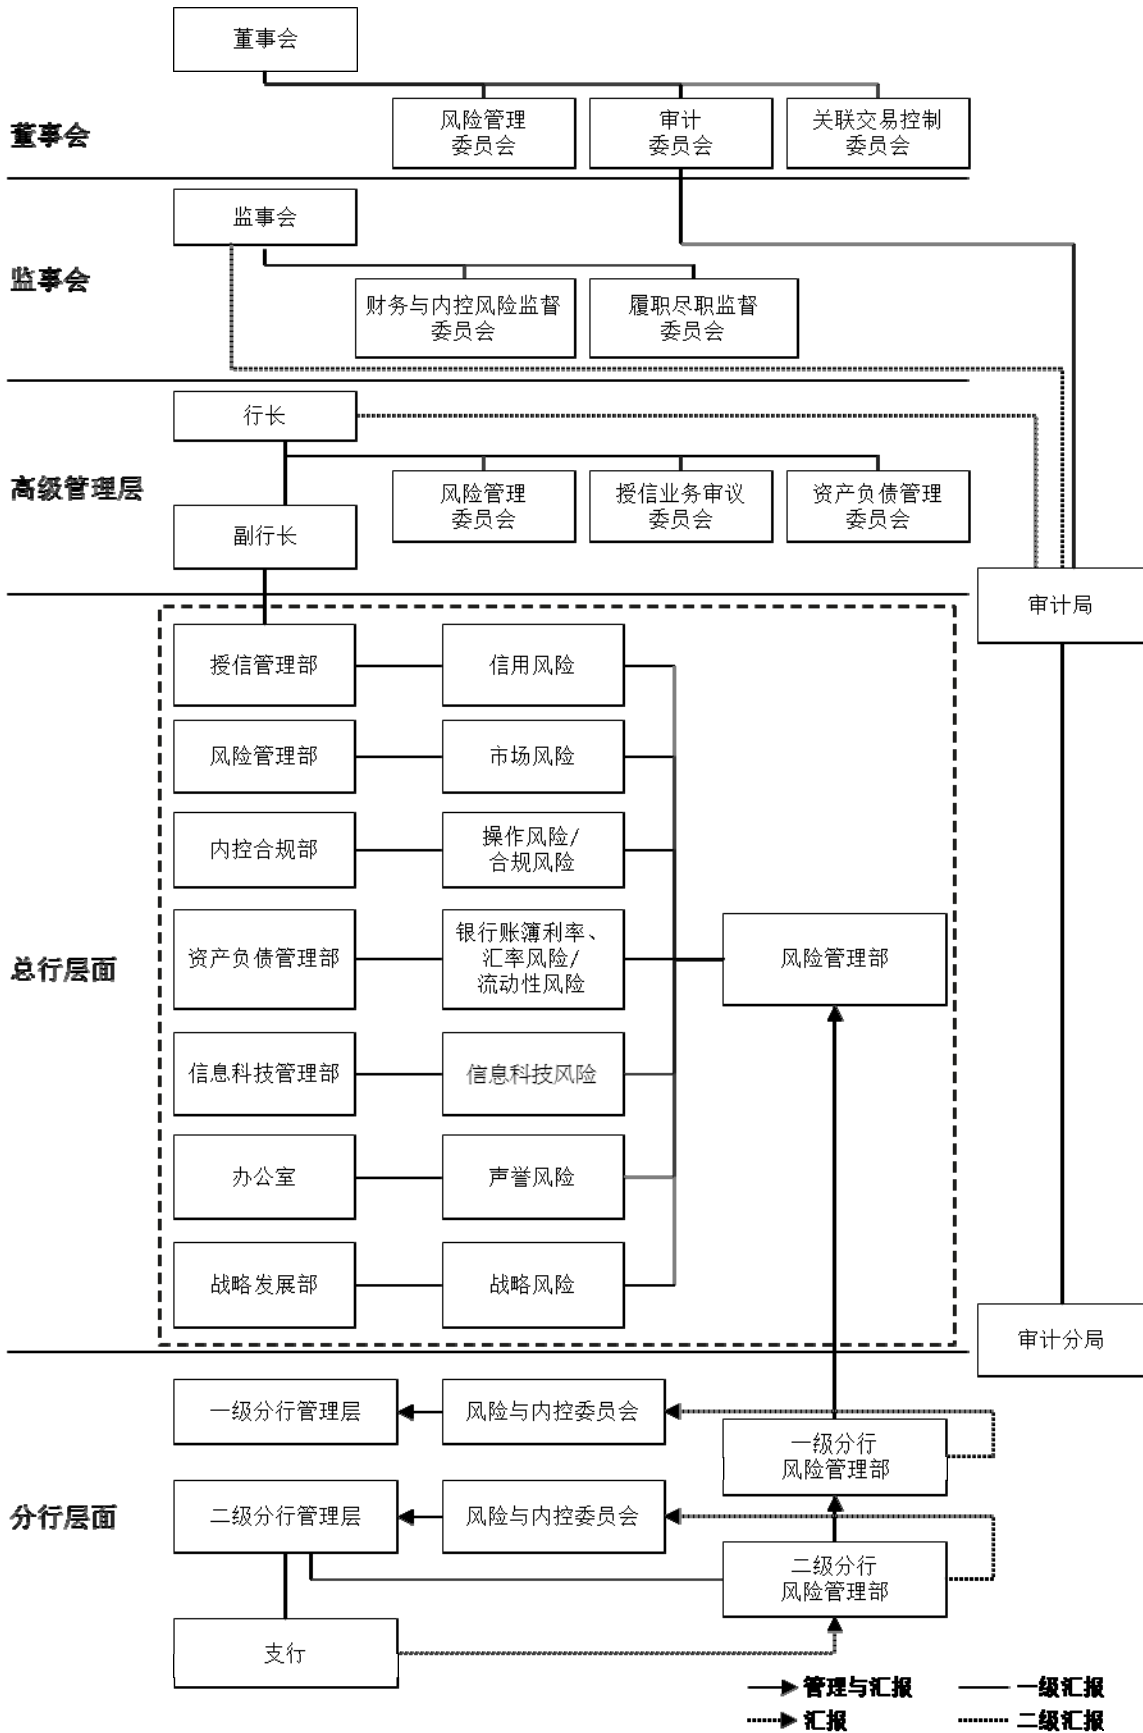 董事会
董事会
风险管理
委员会
审计
委员会
关联交易控制
委员会
监事会
监事会
财务与内控风险监督
委员会
履职尽职监督
委员会
高级管理层
行长
风险管理
委员会
授信业务审议
委员会
资产负债管理
委员会
副行长
审计局
总行层面
授信管理部
信用风险
风险管理部
市场风险
内控合规部
操作风险/
合规风险
资产负债管理部
银行账簿利率、
汇率风险/
流动性风险
风险管理部
信息科技管理部
信息科技风险
办公室
声誉风险
战略发展部
战略风险
审计分局
分行层面
一级分行管理层
风险与内控委员会
一级分行
风险管理部
二级分行管理层
风险与内控委员会
二级分行
风险管理部
支行
管理与汇报
一级汇报
汇报
二级汇报